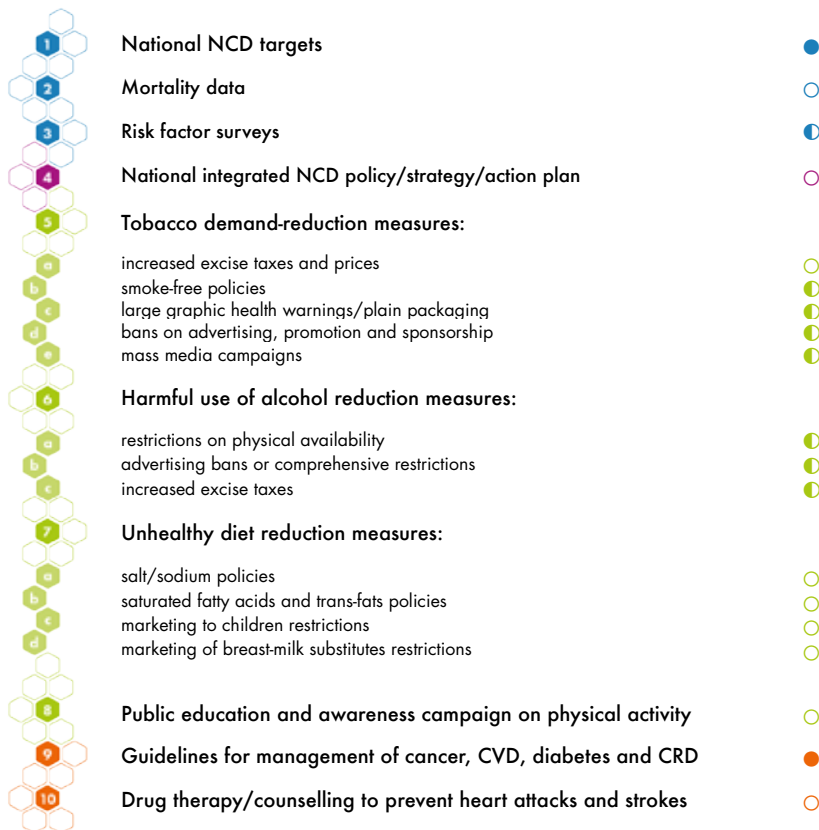 1 National NCD targets
2 Mortality data
3 Risk factor surveys
4 National integrated NCD policy/strategy/action plan
5 Tobacco demand-reduction measures:
a increased excise taxes and prices
b smoke-free policies
c large graphic health warnings/plain packaging
d bans on advertising, promotion and sponsorship
e mass media campaigns
6 Harmful use of alcohol reduction measures:
a restrictions on physical availability
b advertising bans or comprehensive restrictions
c increased excise taxes
7 Unhealthy diet reduction measures:
a salt/sodium policies
b saturated fatty acids and trans-fats policies
c marketing to children restrictions
d marketing of breast-milk substitutes restrictions
8 Public education and awareness campaign on physical activity
9 Guidelines for management of cancer, CVD, diabetes and CRD
10 Drug therapy/counselling to prevent heart attacks and strokes